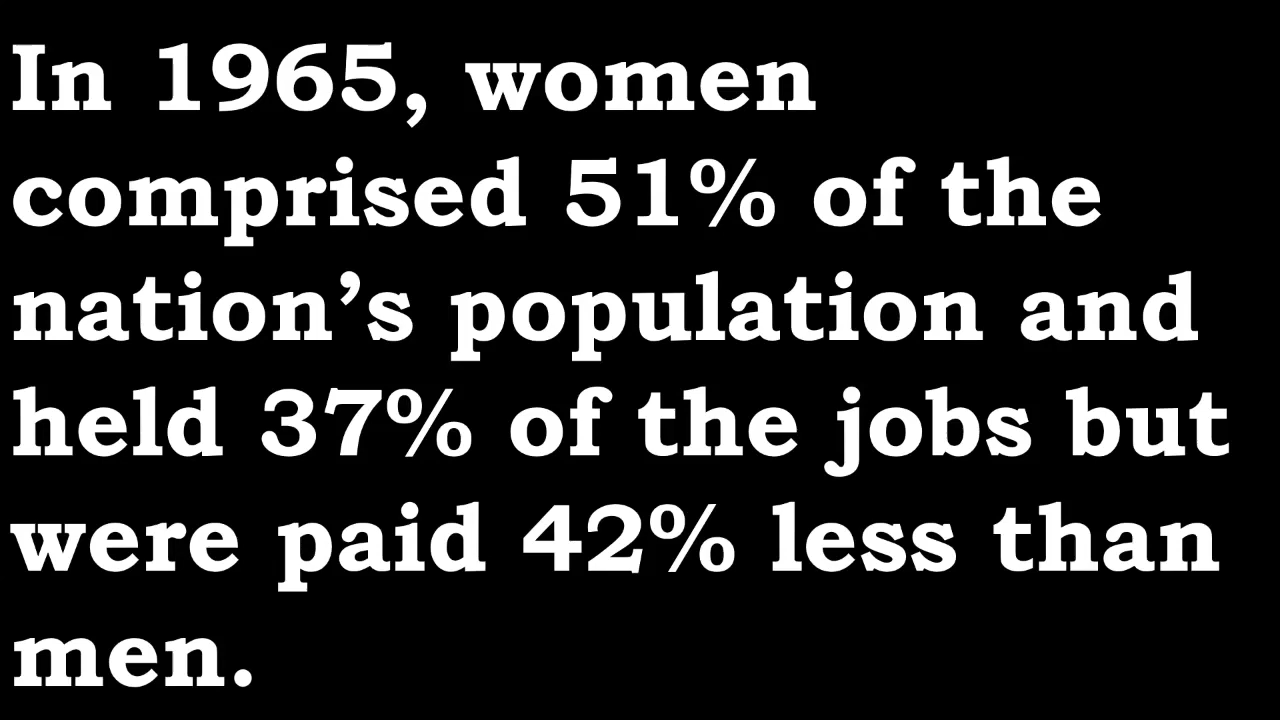 In 1965, women
comprised 51% of the
nation’s population and
held 37% of the jobs but
were paid 42% less than
men.